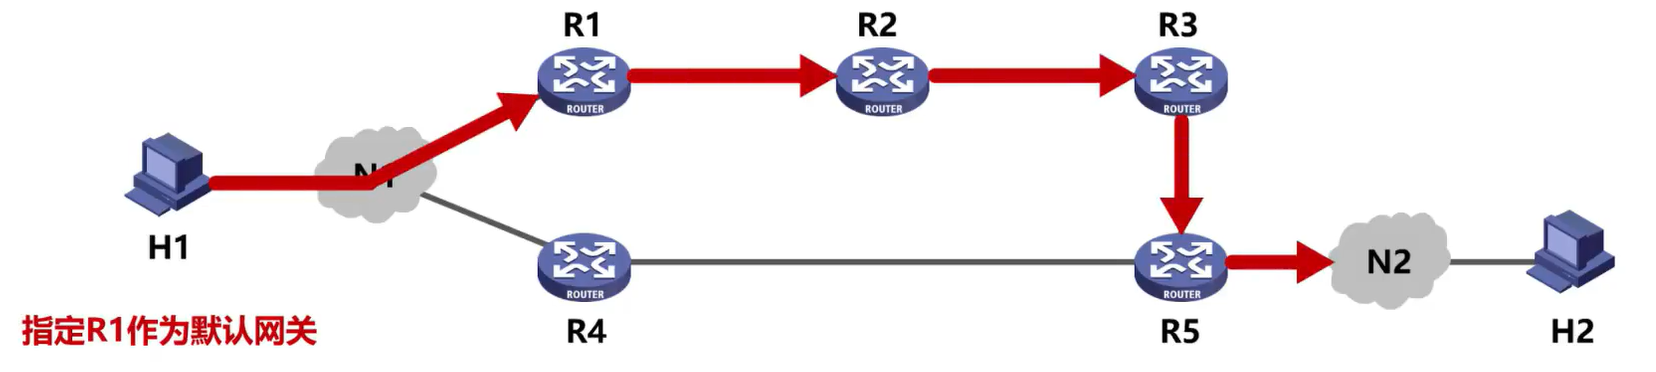 R1
R2
R3
ROUTER
ROUTER
ROUTER
N1
H1
ROUTER
ROUTER
N2
指定R1作为默认网关
R4
R5
H2